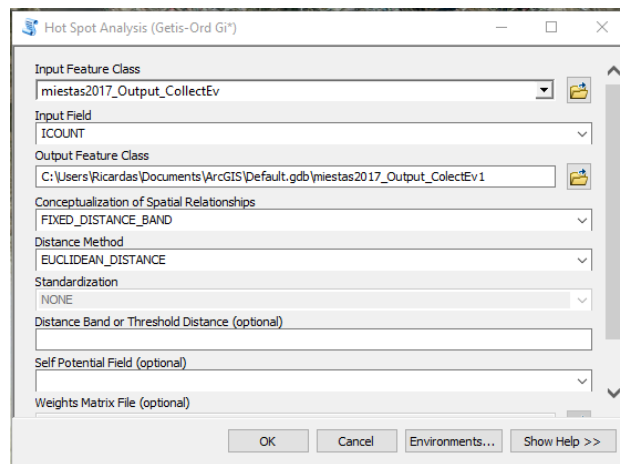 Hot Spot Analysis (Getis-Ord Gi*)
Input Feature Class
miestas2017_Output_CollectEv
Input Field
ICOUNT
Output Feature Class
C:\Users\Ricardas\Documents\ArcGIS\Default.gdb\miestas2017_Output_ColectEv1
Conceptualization of Spatial Relationships
FIXED_DISTANCE_BAND
Distance Method
EUCLIDEAN_DISTANCE
Standardization
NONE
Distance Band or Threshold Distance (optional)
Self Potential Field (optional)
Weights Matrix File (optional)
OK Cancel Environments... Show Help >>